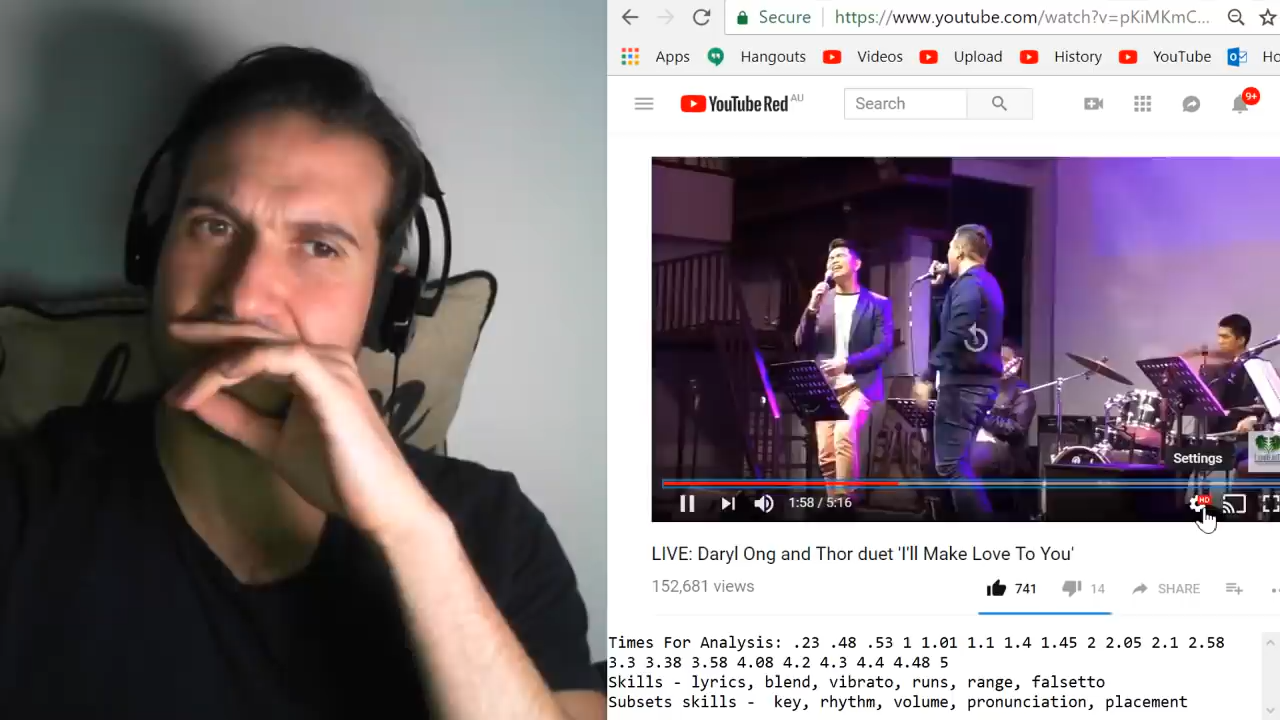 Secure https://www.youtube.com/watch?v=pKiMKmC...
Apps Hangouts Videos Upload History YouTube Ho
YouTube Red AU Search 9+
Settings
HD
1:58 / 5:16
LIVE: Daryl Ong and Thor duet 'I'll Make Love To You'
152,681 views 741 14 SHARE
Times For Analysis: .23 .48 .53 1 1.01 1.1 1.4 1.45 2 2.05 2.1 2.58
3.3 3.38 3.58 4.08 4.2 4.3 4.4 4.48 5
Skills - lyrics, blend, vibrato, runs, range, falsetto
Subsets skills - key, rhythm, volume, pronunciation, placement